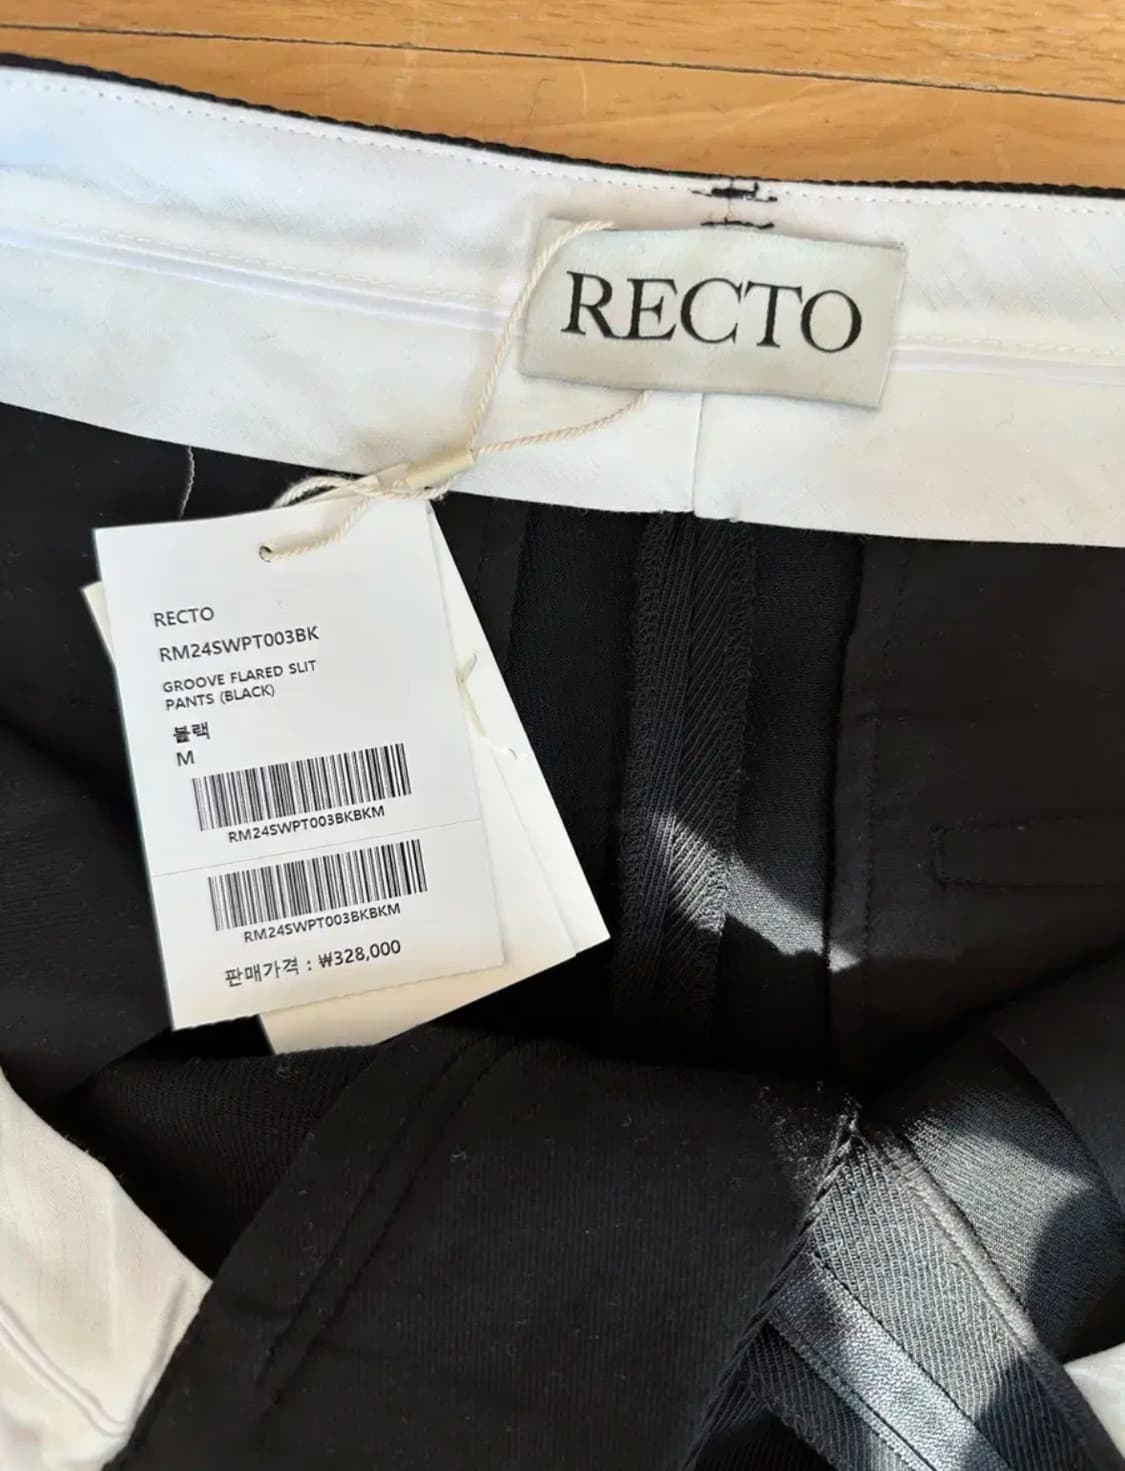 RECTO
RECTO
RM24SWPT003BK
GROOVE FLARED SLIT
PANTS (BLACK)
블랙
M
RM24SWPT003BKBKM
RM24SWPT003BKBKM
판매가격 : ₩328,000